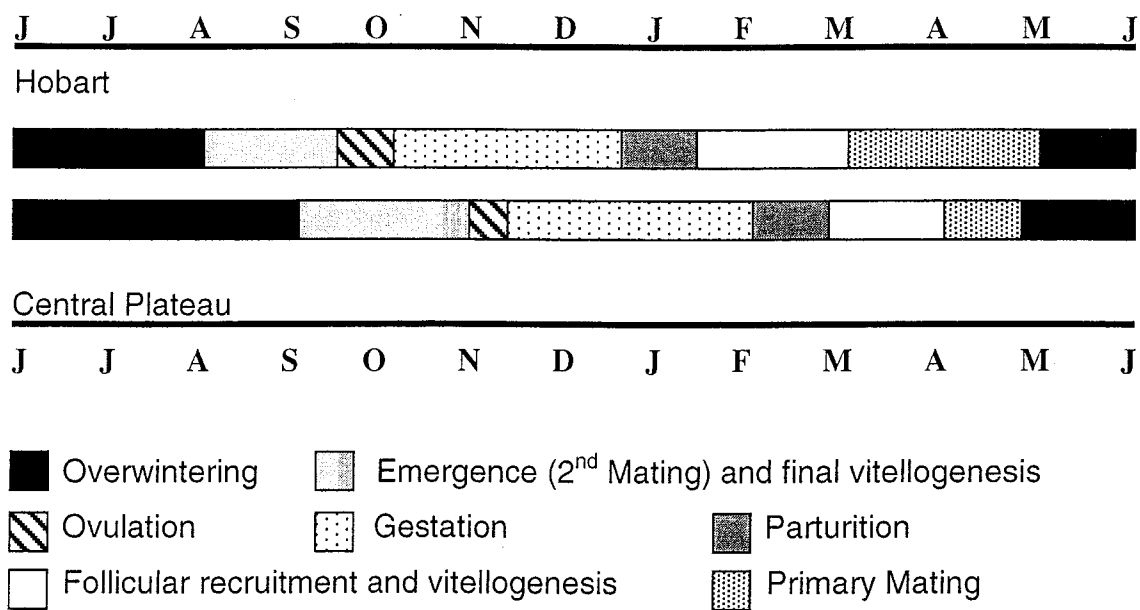 J J A S O N D J F M A M J
Hobart
Central Plateau
J J A S O N D J F M A M J
Overwintering Emergence (2nd Mating) and final vitellogenesis
Ovulation Gestation Parturition
Follicular recruitment and vitellogenesis Primary Mating